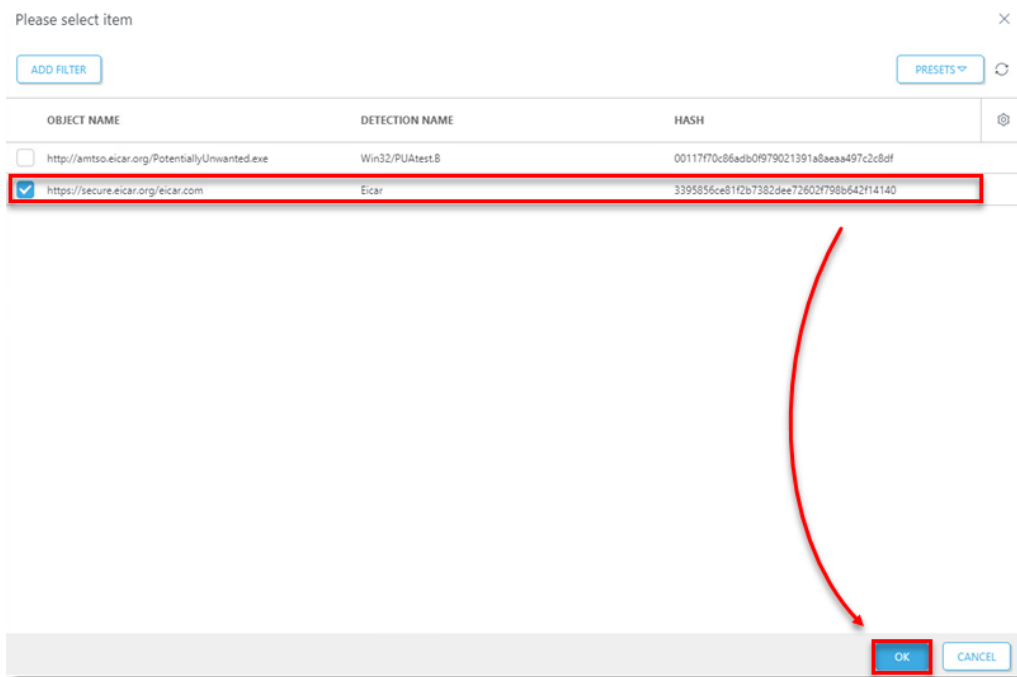 Please select item
ADD FILTER PRESETS
OBJECT NAME DETECTION NAME HASH
http://amtso.eicar.org/PotentiallyUnwanted.exe Win32/PUAtest.B 00117f70c86adb0f979021391a8aeaa497c2c8df
https://secure.eicar.org/eicar.com Eicar 3395856ce81f2b7382dee72602f798b642f14140
OK CANCEL